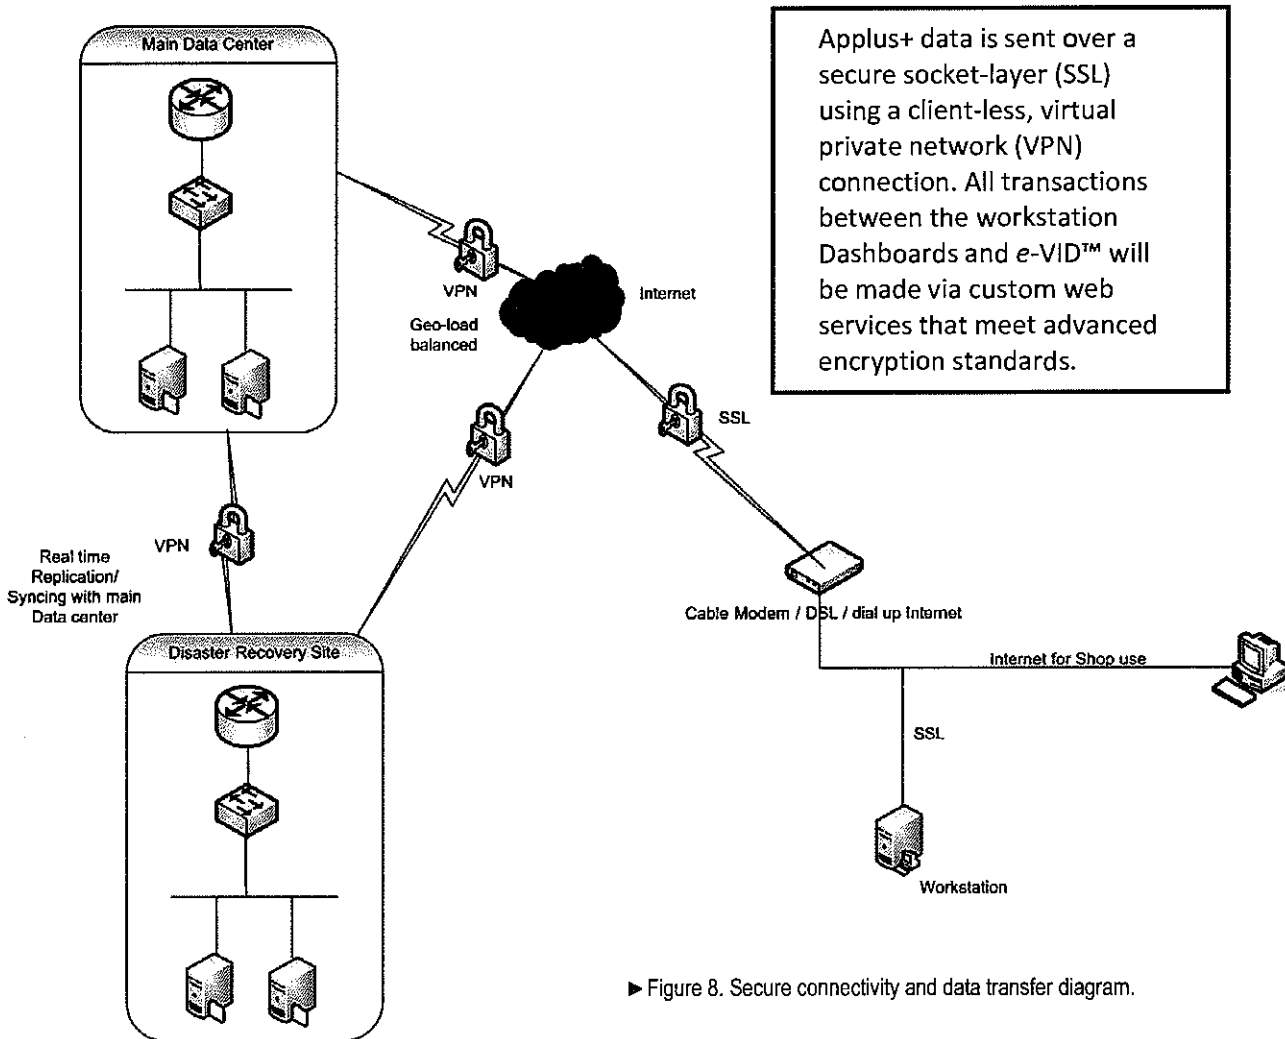 Main Data Center
Applus+ data is sent over a
secure socket-layer (SSL)
using a client-less, virtual
private network (VPN)
connection. All transactions
between the workstation
Dashboards and e-VID™ will
be made via custom web
services that meet advanced
encryption standards.
VPN
Internet
Geo-load
balanced
SSL
VPN
VPN
Real time
Replication/
Syncing with main
Data center
Cable Modem / DSL / dial up Internet
Disaster Recovery Site
Internet for Shop use
SSL
Workstation
►Figure 8. Secure connectivity and data transfer diagram.